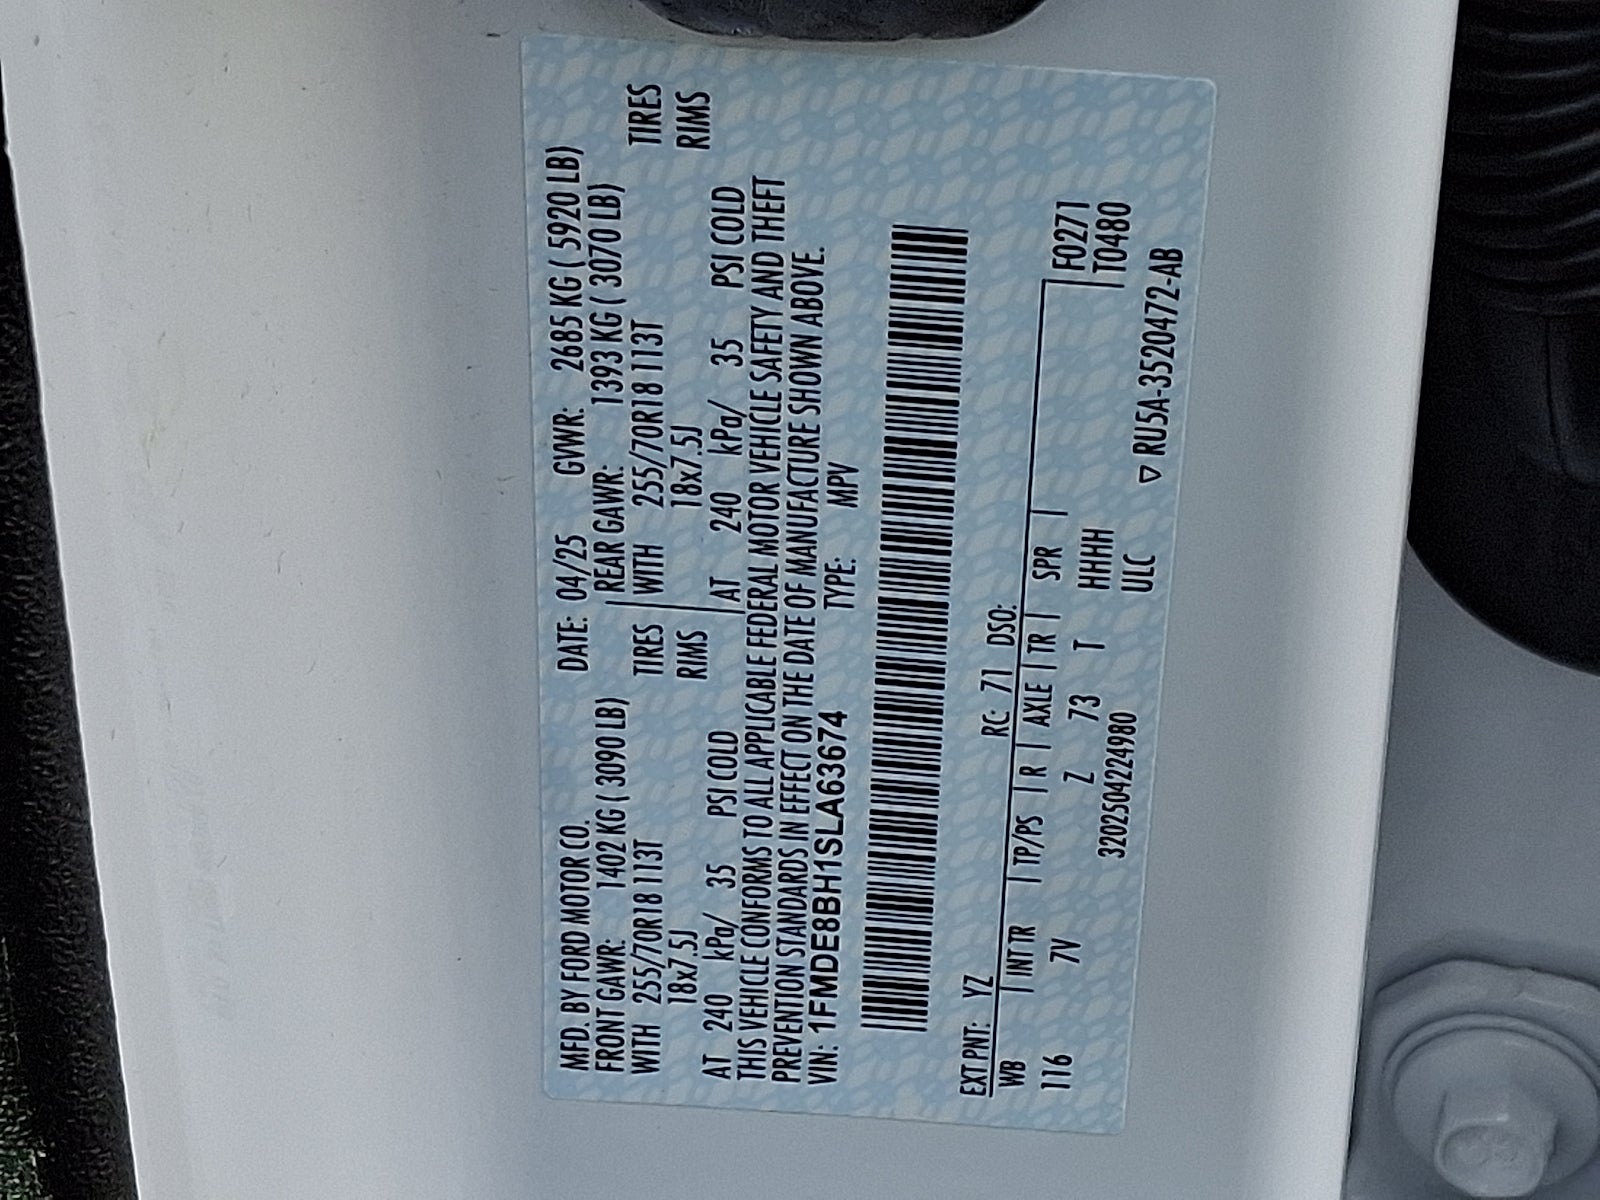 MFD. BY FORD MOTOR CO. DATE: 04/25 GVWR: 2685 KG ( 5920 LB)
FRONT GAWR: 1402 KG ( 3090 LB) REAR GAWR: 1393 KG ( 3070 LB)
WITH 255/70R18 113T TIRES WITH 255/70R18 113T TIRES
18x7.5J RIMS 18x7.5J RIMS
AT 240 kPa/ 35 PSI COLD AT 240 kPa/ 35 PSI COLD
THIS VEHICLE CONFORMS TO ALL APPLICABLE FEDERAL MOTOR VEHICLE SAFETY AND THEFT
PREVENTION STANDARDS IN EFFECT ON THE DATE OF MANUFACTURE SHOWN ABOVE.
VIN: 1FMDE8BH1SLA63674 TYPE: MPV
EXT PNT: YZ RC: 71 DSO:
WB | INT TR | TP/PS | R | AXLE | TR | SPR | F0271
116 7V Z 73 T HHHH T0480
3202504224980 ULC ▽ RU5A-3520472-AB